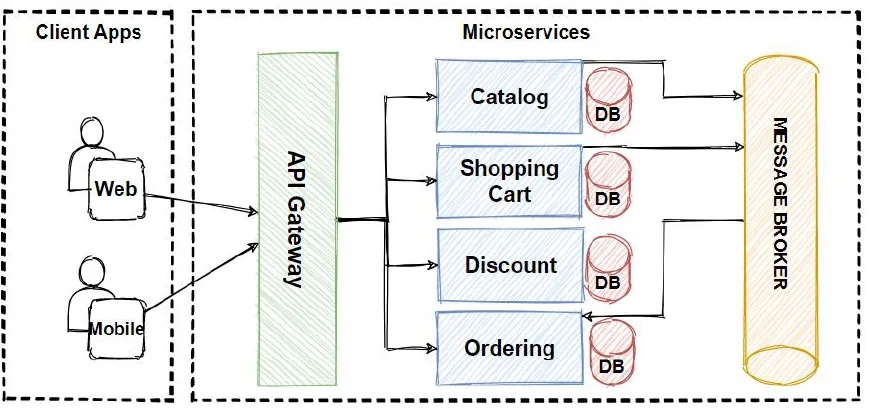 Client Apps
Microservices
Web
Mobile
API Gateway
Catalog
DB
Shopping
Cart
DB
Discount
DB
Ordering
DB
MESSAGE BROKER